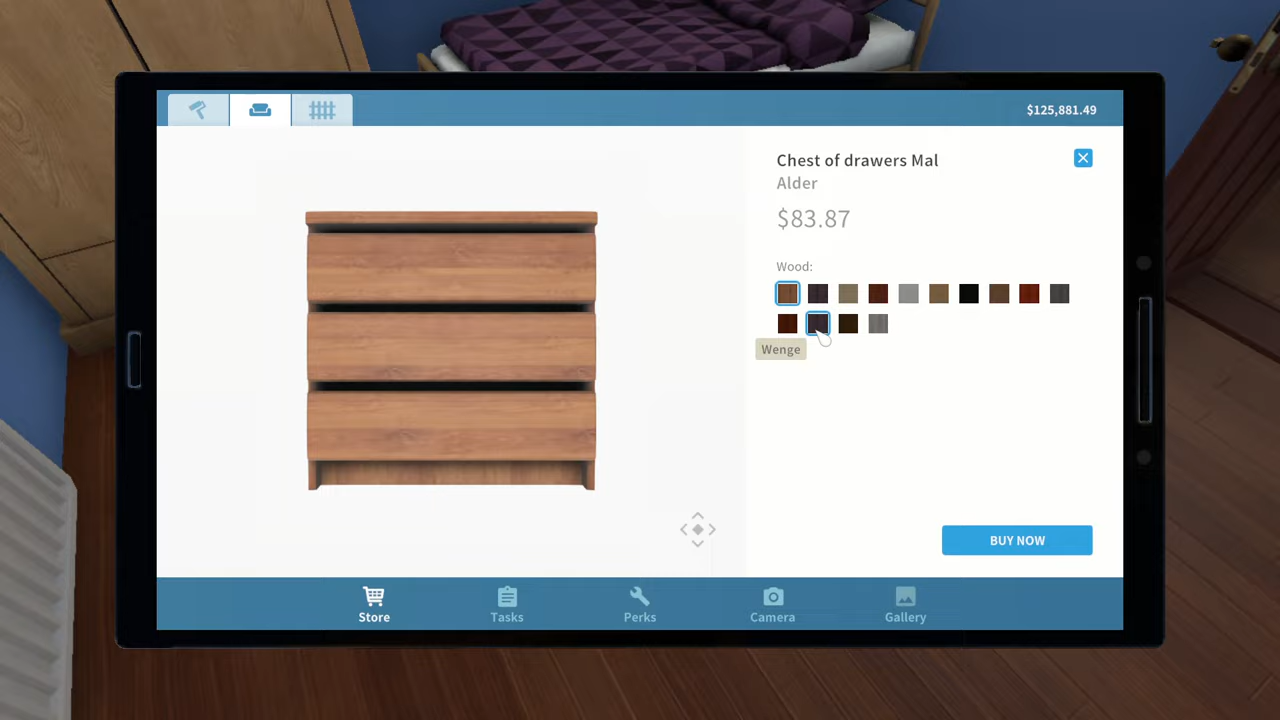 $125,881.49
Chest of drawers Mal
Alder
$83.87
Wood:
Wenge
BUY NOW
Store
Tasks
Perks
Camera
Gallery